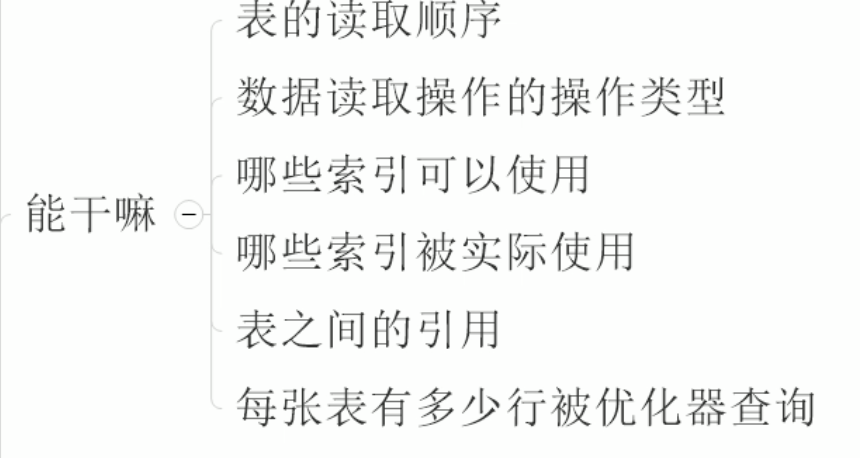 表的读取顺序
数据读取操作的操作类型
哪些索引可以使用
能干嘛
哪些索引被实际使用
表之间的引用
每张表有多少行被优化器查询